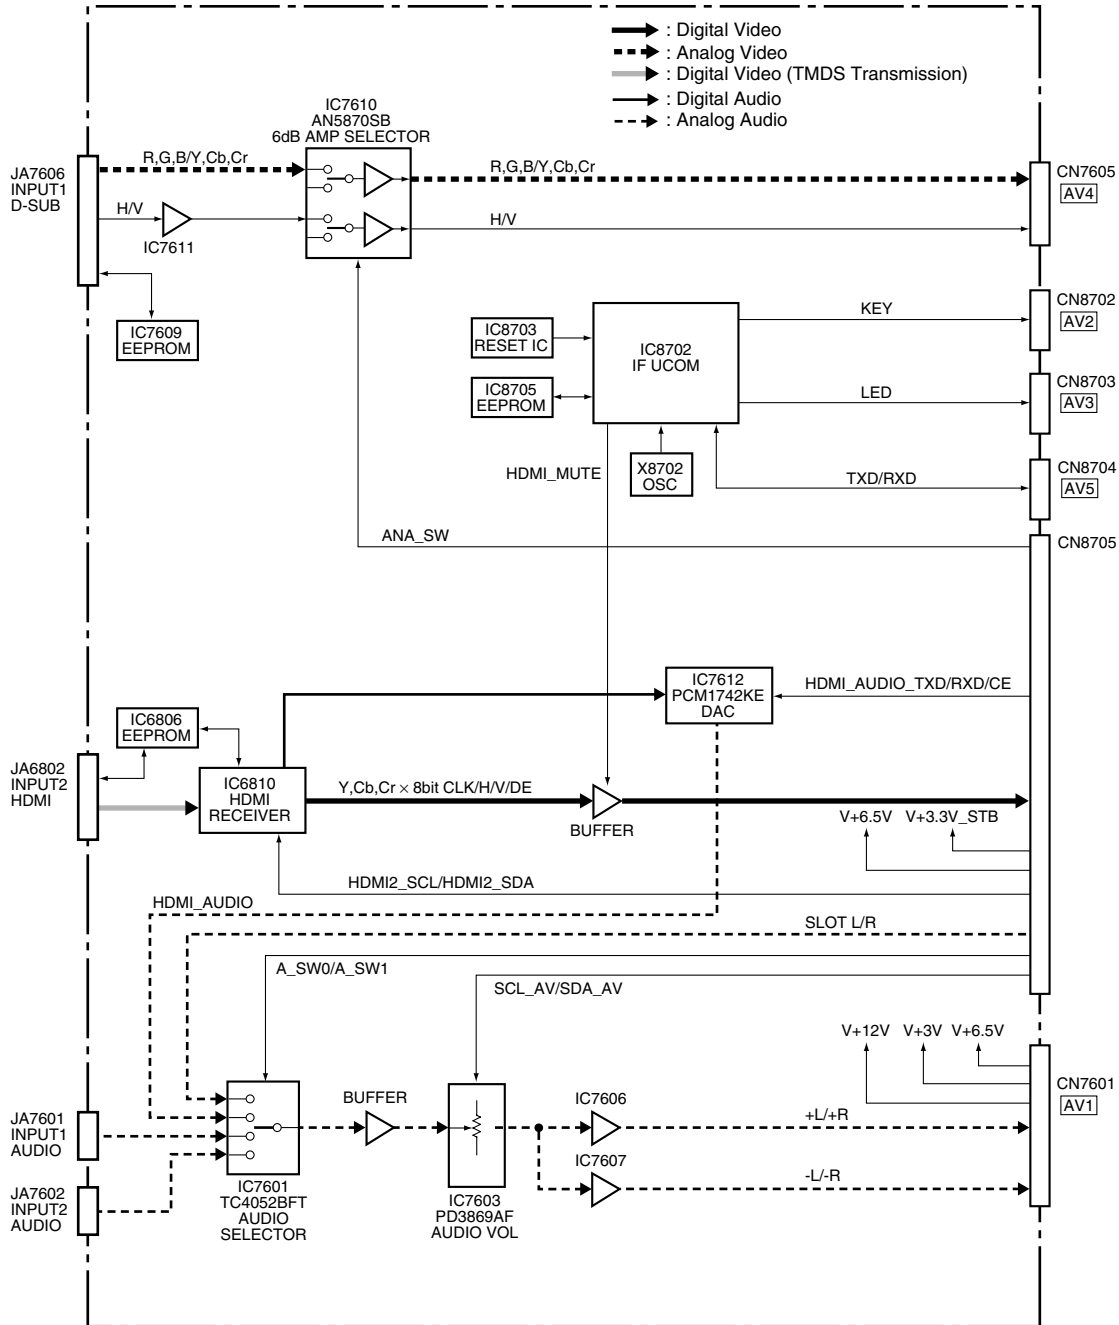 : Digital Video
: Analog Video
: Digital Video (TMDS Transmission)
: Digital Audio
: Analog Audio
IC7610
AN5870SB
6dB AMP SELECTOR
JA7606
INPUT1
D-SUB
R,G,B/Y,Cb,Cr
R,G,B/Y,Cb,Cr
CN7605
AV4
H/V
IC7611
H/V
IC7609
EEPROM
CN8702
AV2
KEY
IC8703
RESET IC
IC8702
IF UCOM
IC8705
EEPROM
LED
CN8703
AV3
HDMI_MUTE
X8702
OSC
TXD/RXD
CN8704
AV5
ANA_SW
CN8705
IC7612
PCM1742KE
DAC
HDMI_AUDIO_TXD/RXD/CE
IC6806
EEPROM
JA6802
INPUT2
HDMI
IC6810
HDMI
RECEIVER
Y,Cb,Cr × 8bit CLK/H/V/DE
BUFFER
V+6.5V
V+3.3V_STB
HDMI2_SCL/HDMI2_SDA
HDMI_AUDIO
SLOT L/R
A_SW0/A_SW1
SCL_AV/SDA_AV
V+12V
V+3V
V+6.5V
CN7601
AV1
JA7601
INPUT1
AUDIO
BUFFER
IC7606
+L/+R
IC7607
-L/-R
JA7602
INPUT2
AUDIO
IC7601
TC4052BFT
AUDIO
SELECTOR
IC7603
PD3869AF
AUDIO VOL